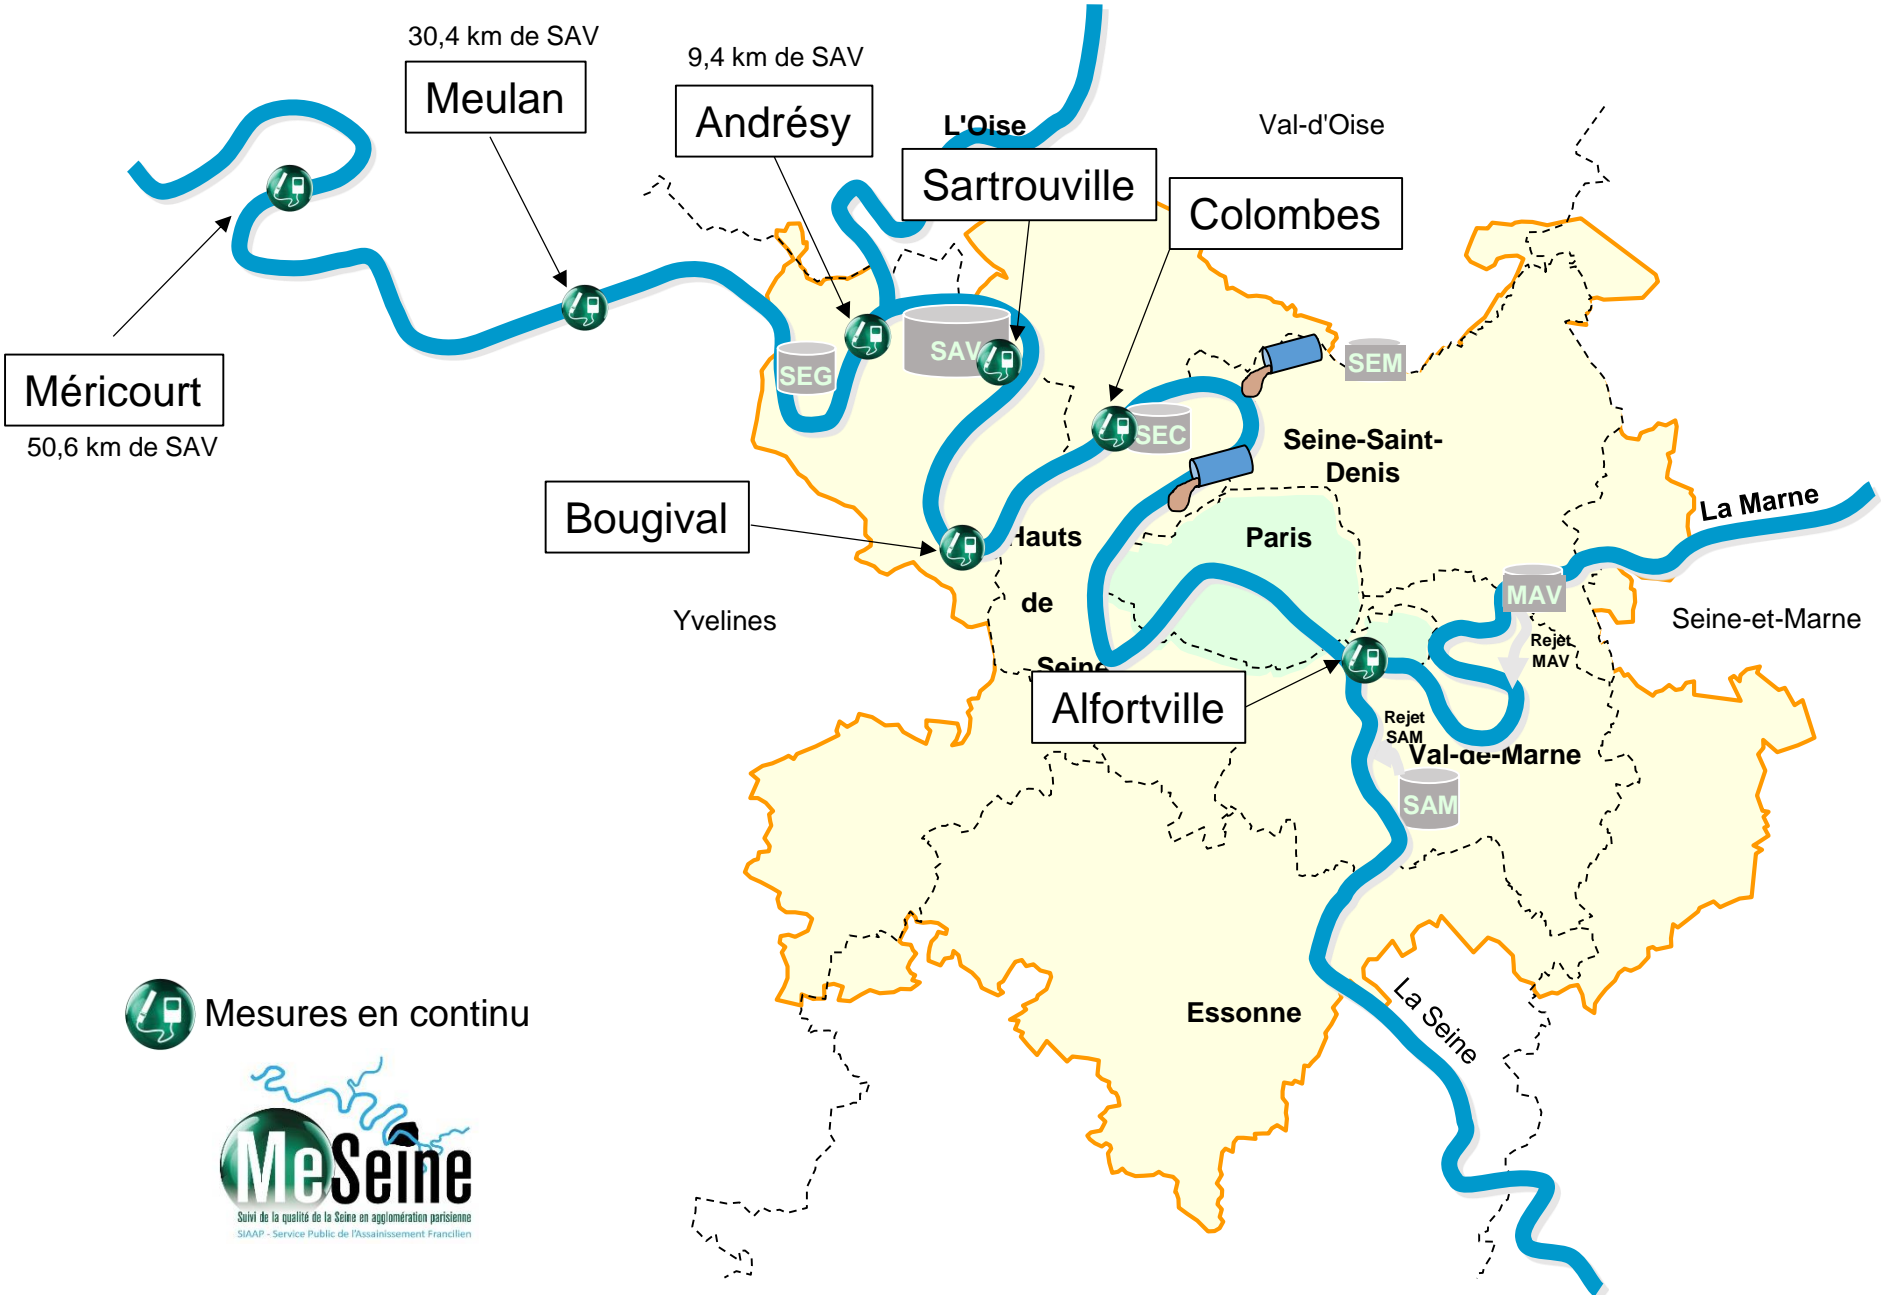 30,4 km de SAV
Meulan
9,4 km de SAV
Andrésy
L'Oise
Val-d'Oise
Sartrouville
Colombes
Méricourt
50,6 km de SAV
SEG
SAV
SEM
SEC
Seine-Saint-
Denis
La Marne
Bougival
Hauts
de
Seine
Paris
MAV
Rejet
MAV
Yvelines
Seine-et-Marne
Alfortville
Rejet
SAM
Val-de-Marne
SAM
Essonne
La Seine
Mesures en continu
MeSeine
Suivi de la qualité de la Seine en agglomération parisienne
SIAAP - Service Public de l'Assainissement Francilien